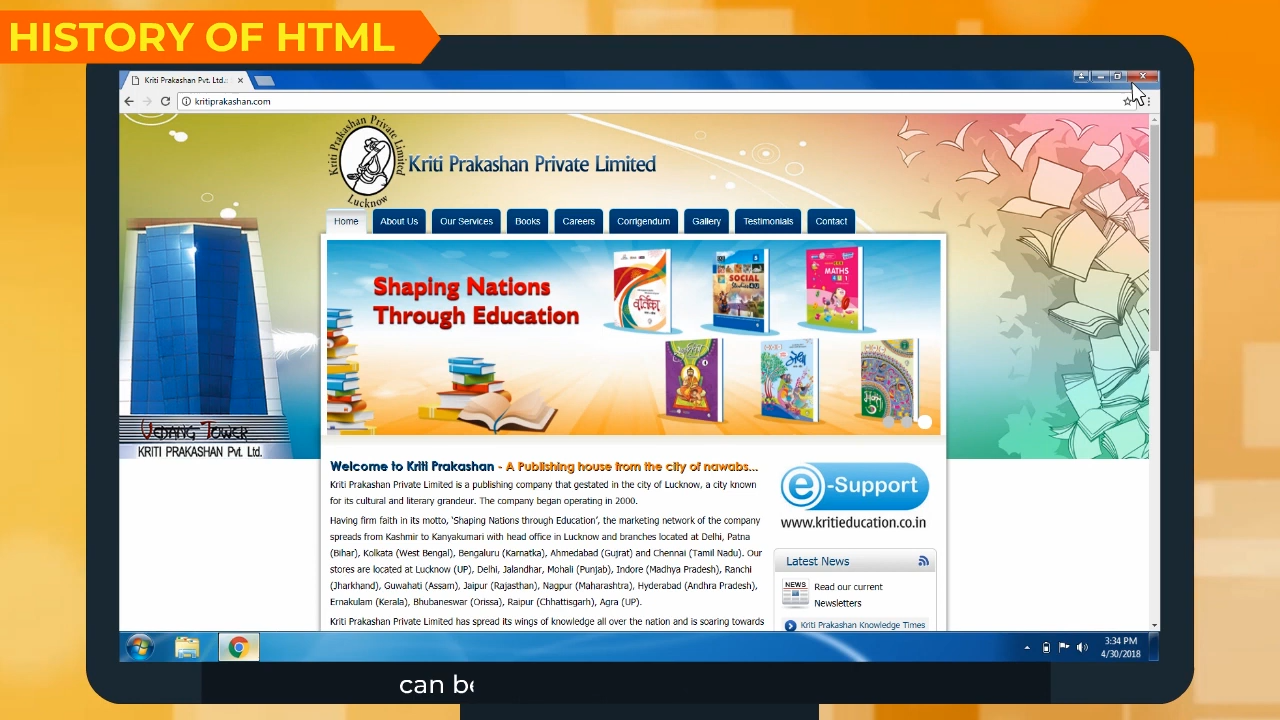 HISTORY OF HTML
Kriti Prakashan Pvt. Ltd.:
kritiprakashan.com
Kriti Prakashan Private Limited
Lucknow
Kriti Prakashan Private Limited
Home About Us Our Services Books Careers Corrigendum Gallery Testimonials Contact
Shaping Nations
Through Education
वर्तिका
SOCIAL
Studies
MATHS
KRITI PRAKASHAN Pvt. Ltd.
Welcome to Kriti Prakashan - A Publishing house from the city of nawabs...
Kriti Prakashan Private Limited is a publishing company that gestated in the city of Lucknow, a city known
for its cultural and literary grandeur. The company began operating in 2000.
Having firm faith in its motto, 'Shaping Nations through Education', the marketing network of the company
spreads from Kashmir to Kanyakumari with head office in Lucknow and branches located at Delhi, Patna
(Bihar), Kolkata (West Bengal), Bengaluru (Karnatka), Ahmedabad (Gujrat) and Chennai (Tamil Nadu). Our
stores are located at Lucknow (UP), Delhi, Jalandhar, Mohali (Punjab), Indore (Madhya Pradesh), Ranchi
(Jharkhand), Guwahati (Assam), Jaipur (Rajasthan), Nagpur (Maharashtra), Hyderabad (Andhra Pradesh),
Ernakulam (Kerala), Bhubaneswar (Orissa), Raipur (Chhattisgarh), Agra (UP).
Kriti Prakashan Private Limited has spread its wings of knowledge all over the nation and is soaring towards
e-Support
www.kritieducation.co.in
Latest News
NEWS
Read our current
Newsletters
Kriti Prakashan Knowledge Times
3:34 PM
4/30/2018
can be